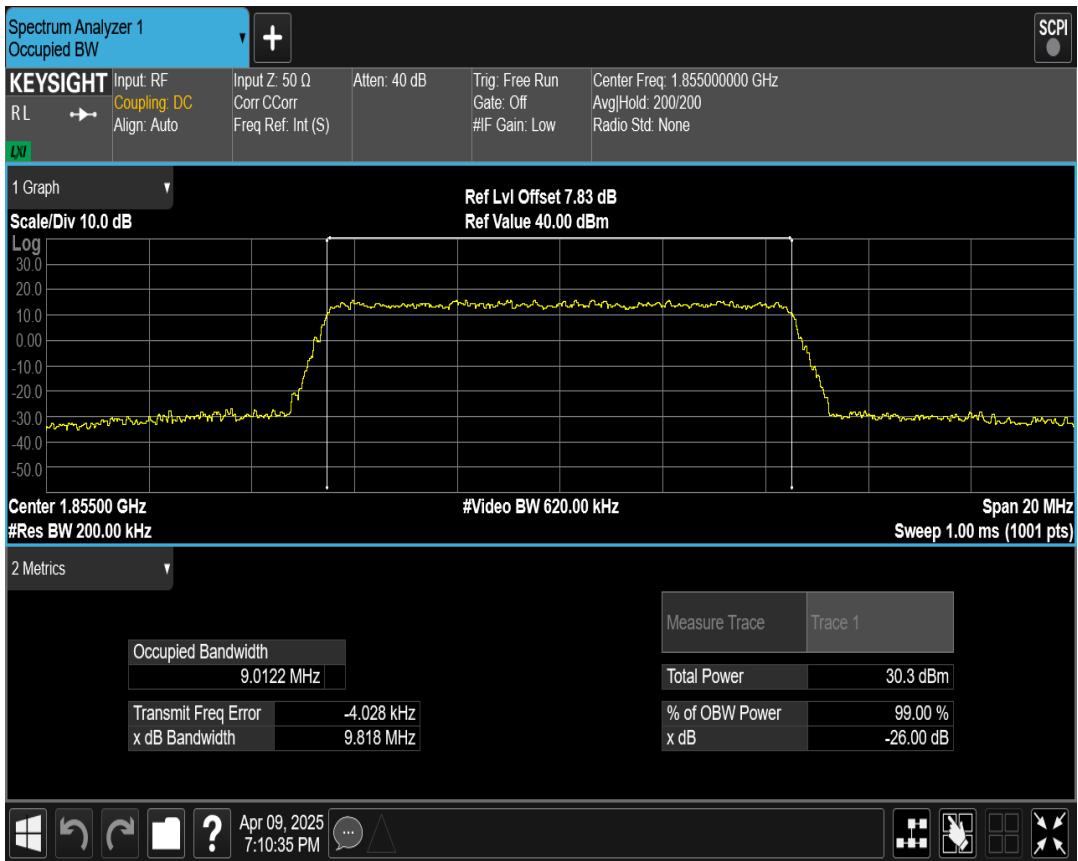 Spectrum Analyzer 1
Occupied BW
SCPI
KEYSIGHT
RL
LXI
Input: RF
Coupling: DC
Align: Auto
Input Z: 50 Ω
Corr CCorr
Freq Ref: Int (S)
Atten: 40 dB
Trig: Free Run
Gate: Off
#IF Gain: Low
Center Freq: 1.855000000 GHz
Avg|Hold: 200/200
Radio Std: None
1 Graph
Scale/Div 10.0 dB
Ref Lvl Offset 7.83 dB
Ref Value 40.00 dBm
Log
30.0
20.0
10.0
0.00
-10.0
-20.0
-30.0
-40.0
-50.0
Center 1.85500 GHz
#Res BW 200.00 kHz
#Video BW 620.00 kHz
Span 20 MHz
Sweep 1.00 ms (1001 pts)
2 Metrics
Measure Trace Trace 1
Occupied Bandwidth
9.0122 MHz
Total Power 30.3 dBm
Transmit Freq Error -4.028 kHz
x dB Bandwidth 9.818 MHz
% of OBW Power 99.00 %
x dB -26.00 dB
?
Apr 09, 2025
7:10:35 PM